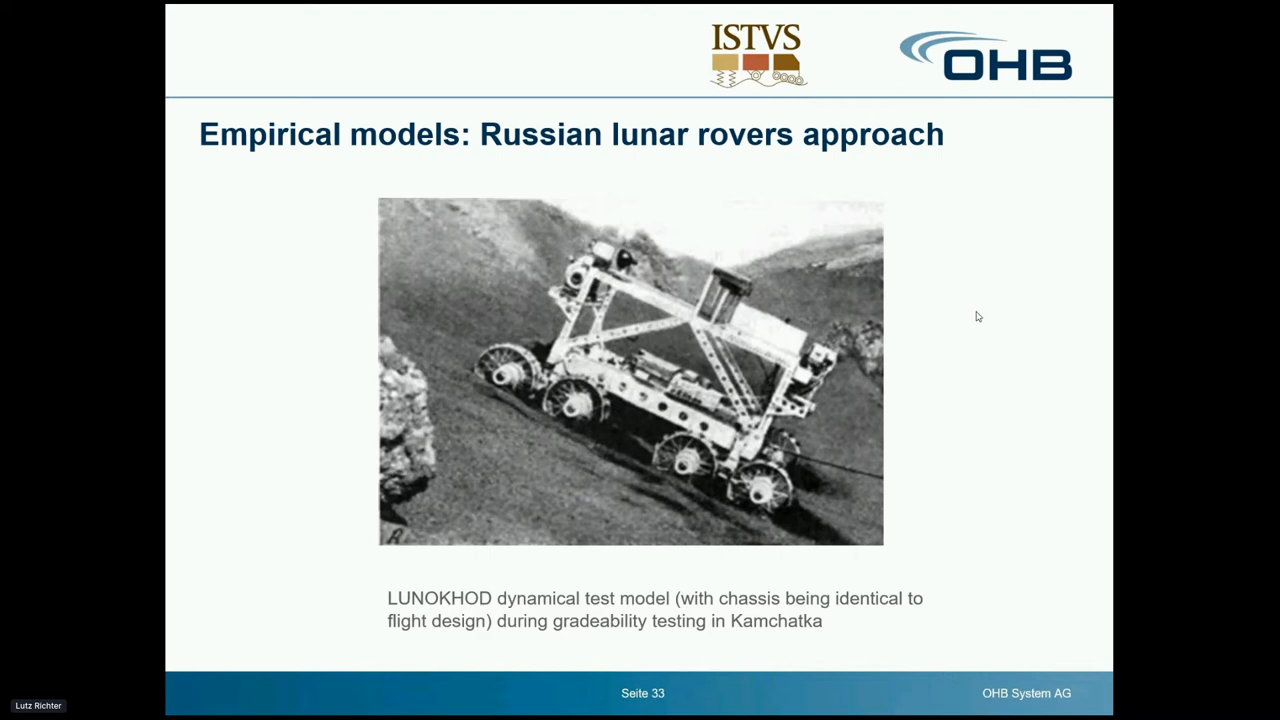 ISTVS
OHB
Empirical models: Russian lunar rovers approach
R
LUNOKHOD dynamical test model (with chassis being identical to
flight design) during gradeability testing in Kamchatka
Seite 33
OHB System AG
Lutz Richter